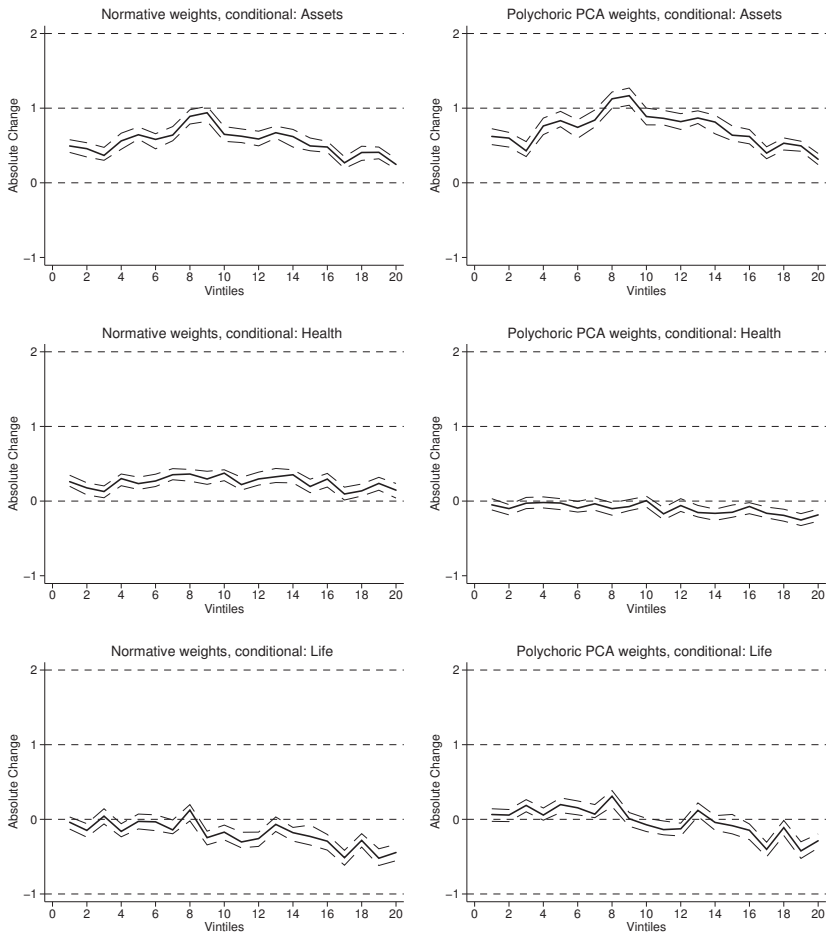 Normative weights, conditional: Assets
2
1
0
−1
Absolute Change
0 2 4 6 8 10 12 14 16 18 20
Vintiles
Polychoric PCA weights, conditional: Assets
2
1
0
−1
Absolute Change
0 2 4 6 8 10 12 14 16 18 20
Vintiles
Normative weights, conditional: Health
2
1
0
−1
Absolute Change
0 2 4 6 8 10 12 14 16 18 20
Vintiles
Polychoric PCA weights, conditional: Health
2
1
0
−1
Absolute Change
0 2 4 6 8 10 12 14 16 18 20
Vintiles
Normative weights, conditional: Life
2
1
0
−1
Absolute Change
0 2 4 6 8 10 12 14 16 18 20
Vintiles
Polychoric PCA weights, conditional: Life
2
1
0
−1
Absolute Change
0 2 4 6 8 10 12 14 16 18 20
Vintiles